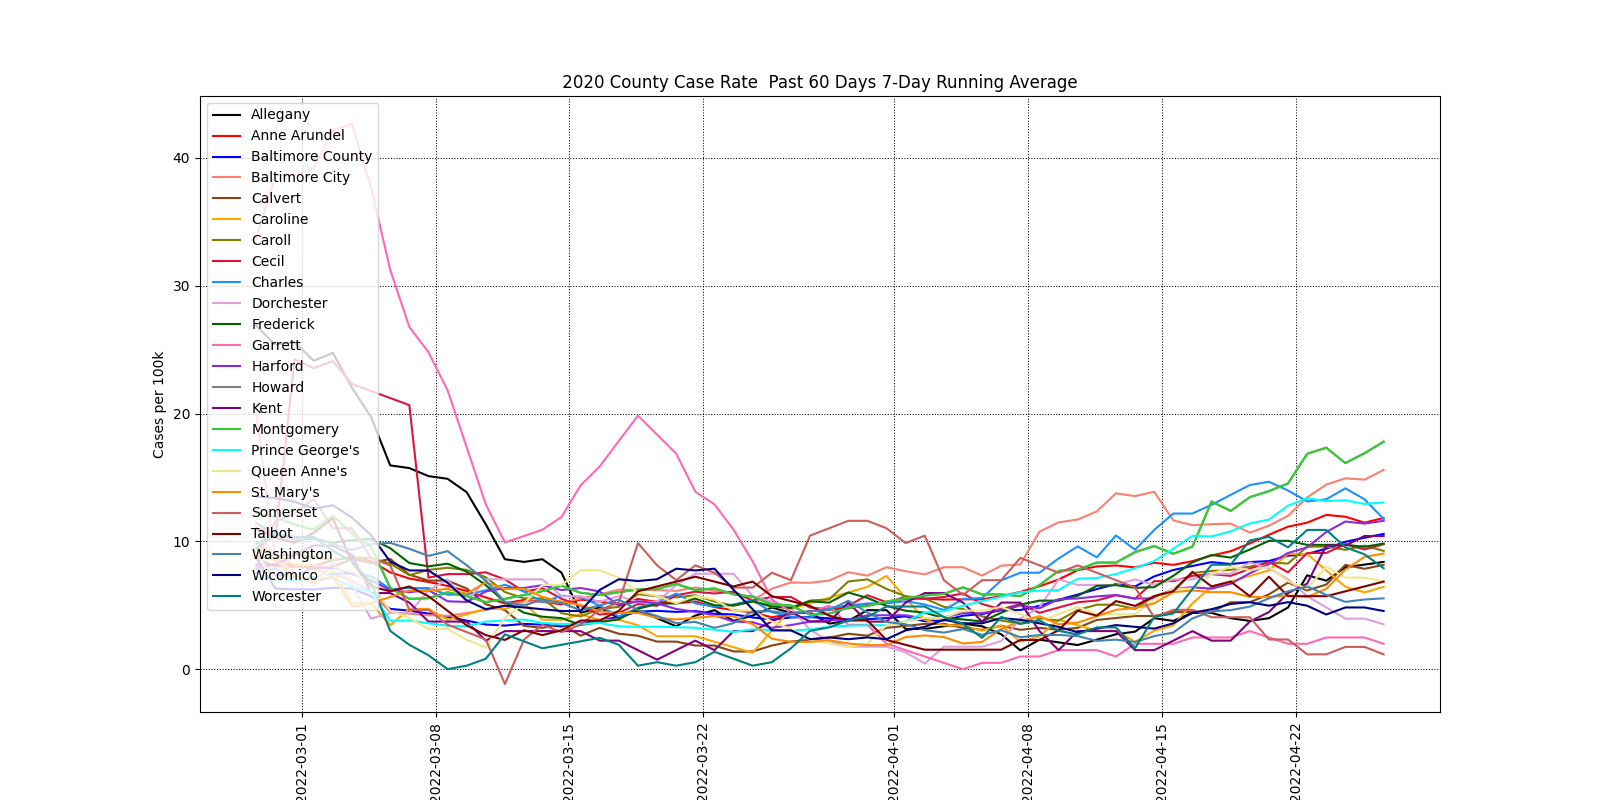 2020 County Case Rate  Past 60 Days 7-Day Running Average
Cases per 100k
40
30
20
10
0
Allegany
Anne Arundel
Baltimore County
Baltimore City
Calvert
Caroline
Caroll
Cecil
Charles
Dorchester
Frederick
Garrett
Harford
Howard
Kent
Montgomery
Prince George's
Queen Anne's
St. Mary's
Somerset
Talbot
Washington
Wicomico
Worcester
2022-03-01
2022-03-08
2022-03-15
2022-03-22
2022-04-01
2022-04-08
2022-04-15
2022-04-22